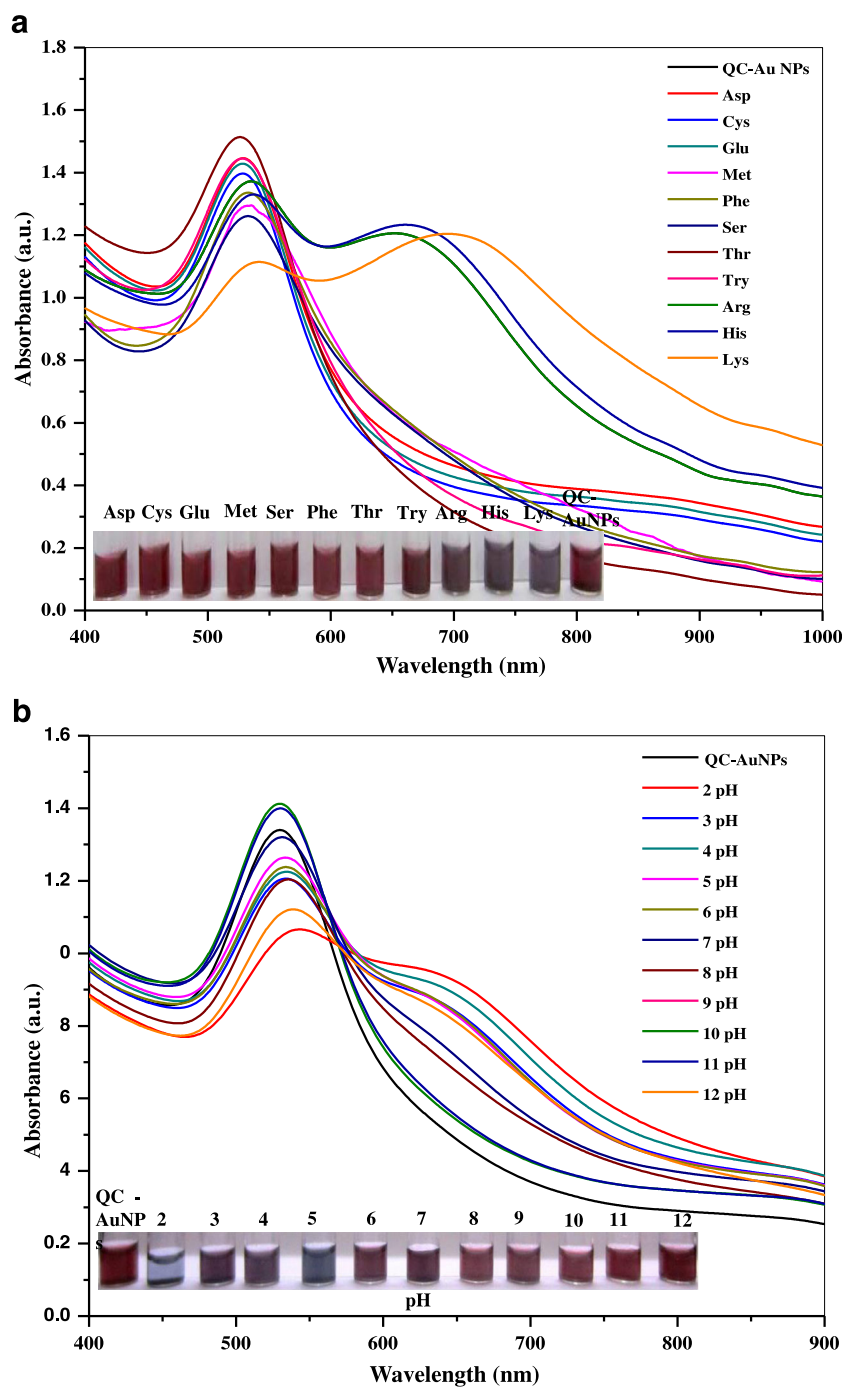 a
1.8
1.6
1.4
1.2
1.0
0.8
0.6
0.4
0.2
0.0
Absorbance (a.u.)
QC-Au NPs
Asp
Cys
Glu
Met
Phe
Ser
Thr
Try
Arg
His
Lys
Asp Cys Glu Met Ser Phe Thr Try Arg His Lys QC-
AuNPs
400 500 600 700 800 900 1000
Wavelength (nm)
b
1.6
1.4
1.2
0
8
6
4
0.2
0.0
Absorbance (a.u.)
QC-AuNPs
2 pH
3 pH
4 pH
5 pH
6 pH
7 pH
8 pH
9 pH
10 pH
11 pH
12 pH
QC -
AuNP 2 3 4 5 6 7 8 9 10 11 12
s
pH
400 500 600 700 800 900
Wavelength (nm)